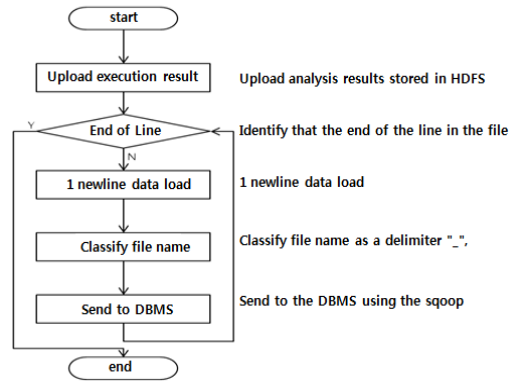 start
Upload execution result
Upload analysis results stored in HDFS
Y
End of Line
Identify that the end of the line in the file
N
1 newline data load
1 newline data load
Classify file name
Classify file name as a delimiter "_",
Send to DBMS
Send to the DBMS using the sqoop
end